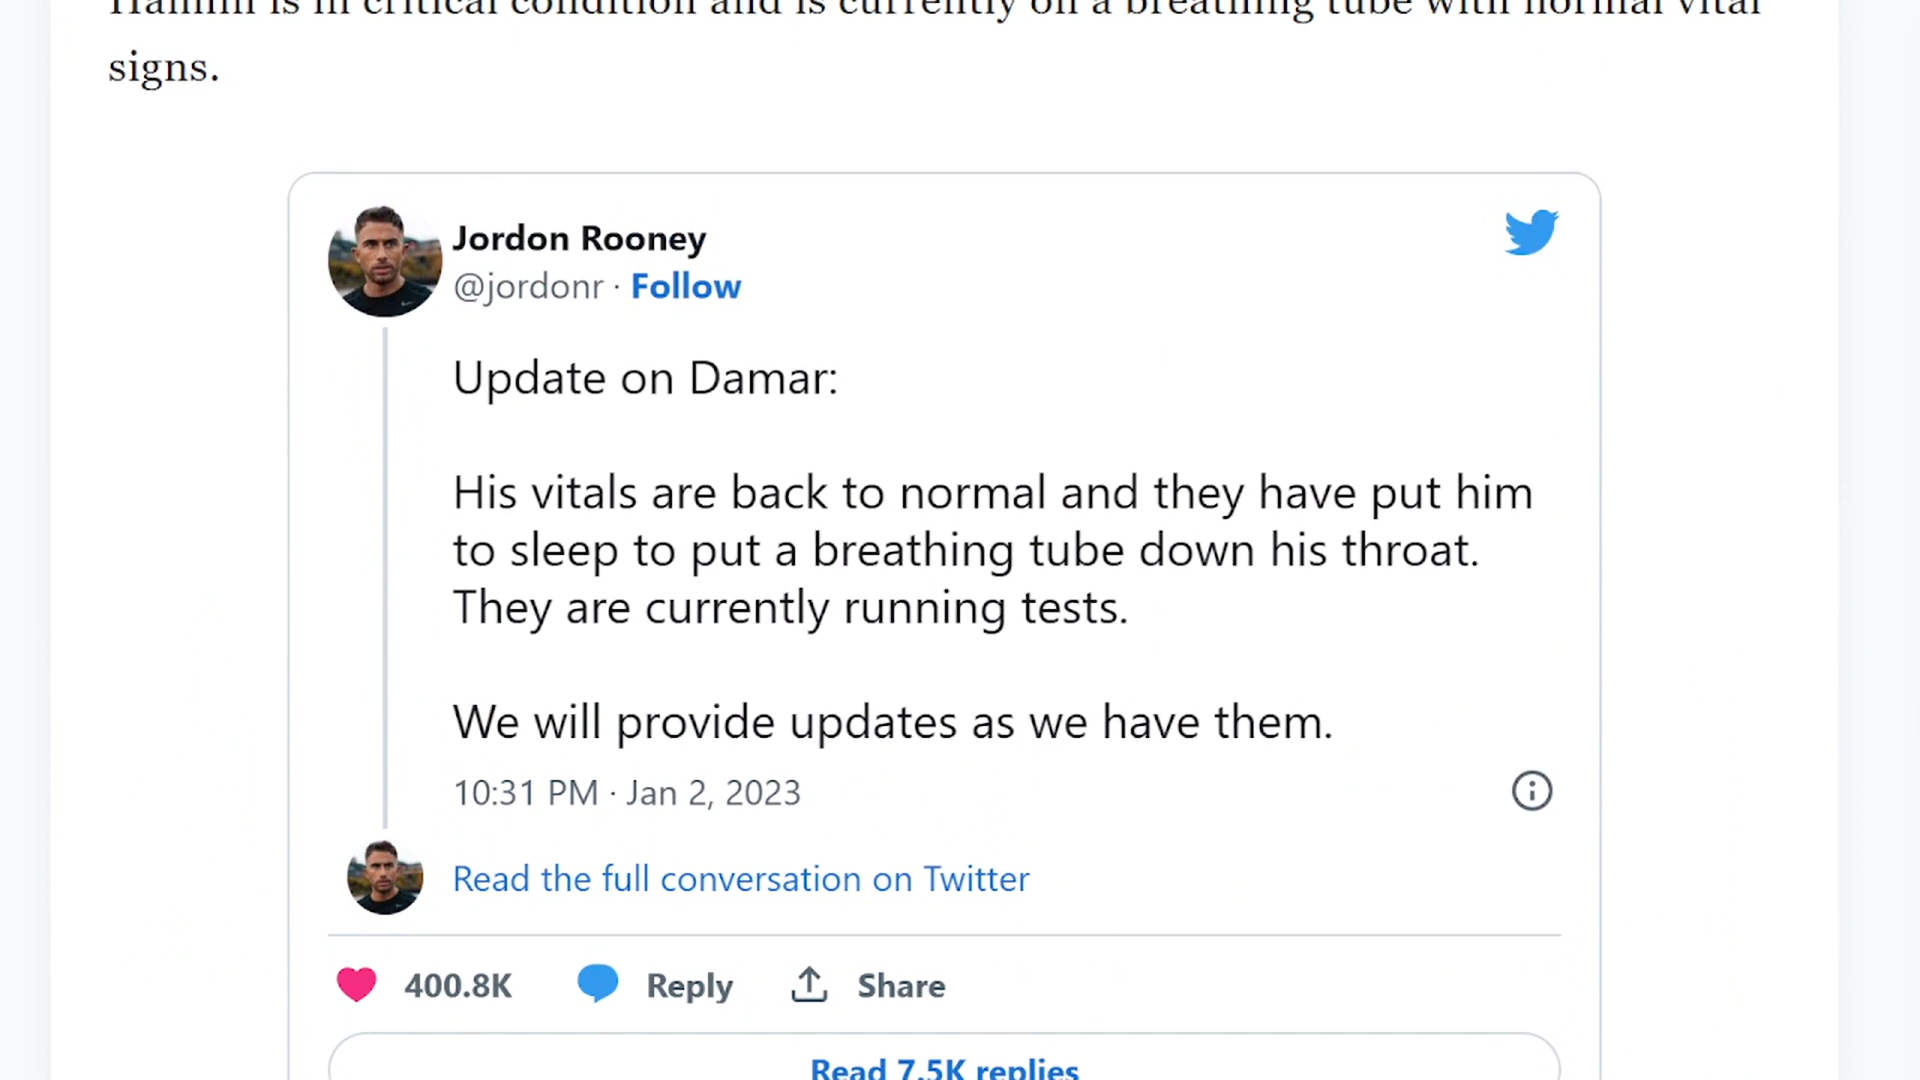 Hamlin is in critical condition and is currently on a breathing tube with normal vital
signs.
Jordon Rooney
@jordonr · Follow
Update on Damar:
His vitals are back to normal and they have put him
to sleep to put a breathing tube down his throat.
They are currently running tests.
We will provide updates as we have them.
10:31 PM · Jan 2, 2023
Read the full conversation on Twitter
400.8K Reply Share
Read 7.5K replies